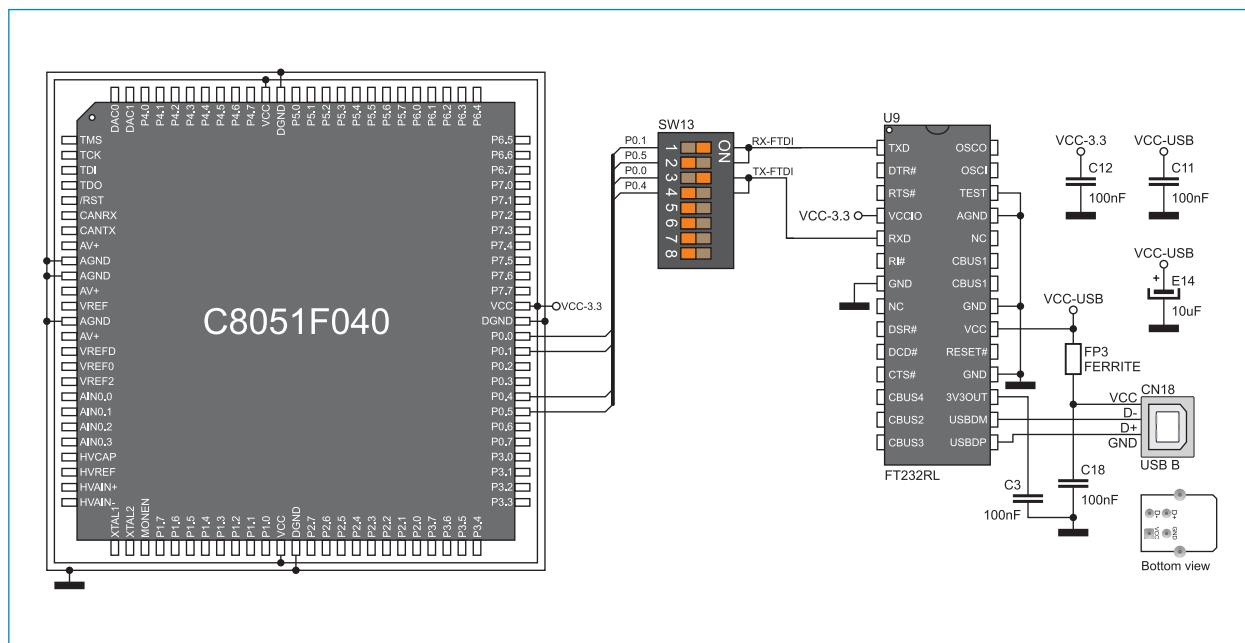 DAC0
DAC1
P4.0
P4.1
P4.2
P4.3
P4.4
P4.5
P4.6
P4.7
VCC
DGND
P5.0
P5.1
P5.2
P5.3
P5.4
P5.5
P5.6
P5.7
P6.0
P6.1
P6.2
P6.3
P6.4
TMS
TCK
TDI
TDO
/RST
CANRX
CANTX
AV+
AGND
AGND
AV+
VREF
AGND
AV+
VREFD
VREF0
VREF2
AIN0.0
AIN0.1
AIN0.2
AIN0.3
HVCAP
HVREF
HVAIN+
HVAIN-
C8051F040
P6.5
P6.6
P6.7
P7.0
P7.1
P7.2
P7.3
P7.4
P7.5
P7.6
P7.7
VCC
DGND
P0.0
P0.1
P0.2
P0.3
P0.4
P0.5
P0.6
P0.7
P3.0
P3.1
P3.2
P3.3
XTAL1
XTAL2
MONEN
P1.7
P1.6
P1.5
P1.4
P1.3
P1.2
P1.1
P1.0
VCC
DGND
P2.7
P2.6
P2.5
P2.4
P2.3
P2.2
P2.1
P2.0
P3.7
P3.6
P3.5
P3.4
VCC-3.3
P0.1
P0.5
P0.0
P0.4
SW13
ON
1
2
3
4
5
6
7
8
RX-FTDI
TX-FTDI
VCC-3.3
U9
TXD
DTR#
RTS#
VCCIO
RXD
RI#
GND
NC
DSR#
DCD#
CTS#
CBUS4
CBUS2
CBUS3
OSCO
OSCI
TEST
AGND
NC
CBUS1
CBUS1
GND
VCC
RESET#
GND
3V3OUT
USBDM
USBDP
FT232RL
VCC-3.3
C12
100nF
VCC-USB
C11
100nF
VCC-USB
+
E14
10uF
VCC-USB
FP3
FERRITE
CN18
VCC
D-
D+
GND
USB B
C3
100nF
C18
100nF
D-
D+
VCC
GND
Bottom view